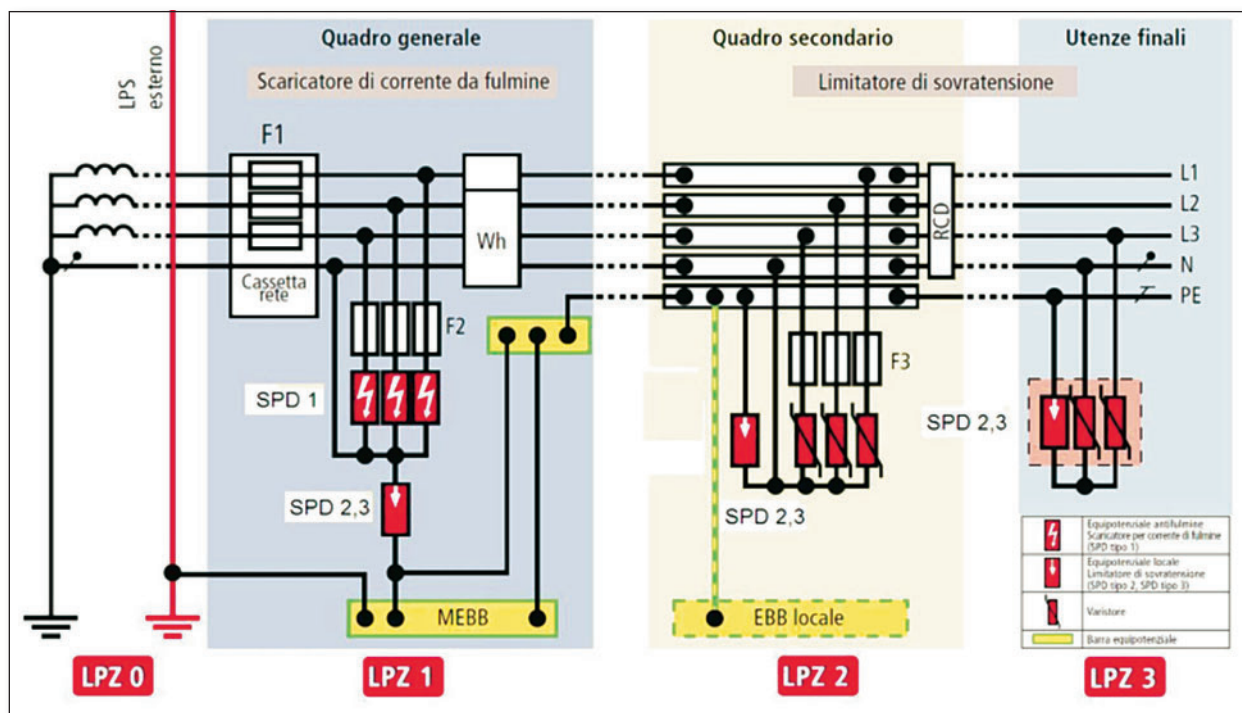 Quadro generale
Quadro secondario
Utenze finali
Scaricatore di corrente da fulmine
Limitatore di sovratensione
LPS
esterno
F1
Cassetta
rete
Wh
RCD
L1
L2
L3
N
PE
F2
F3
SPD 1
SPD 2,3
SPD 2,3
SPD 2,3
MEBB
EBB locale
Equipotenziale antifulmine
Scaricatore per corrente di fulmine
(SPD tipo 1)
Equipotenziale locale
Limitatore di sovratensione
(SPD tipo 2, SPD tipo 3)
Varistore
Barra equipotenziale
LPZ 0
LPZ 1
LPZ 2
LPZ 3